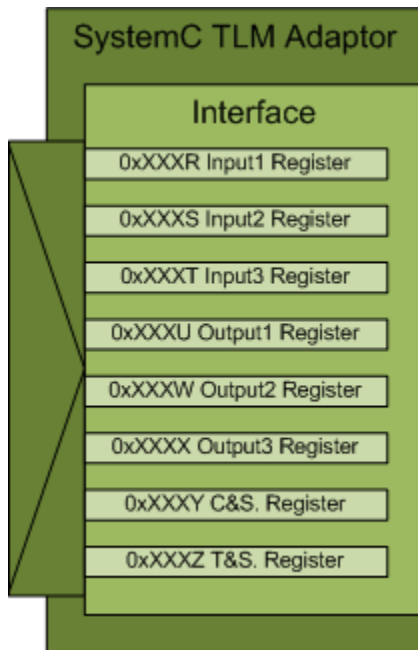 SystemC TLM Adaptor
Interface
0xXXXR Input1 Register
0xXXXS Input2 Register
0xXXXT Input3 Register
0xXXXU Output1 Register
0xXXXW Output2 Register
0xXXXX Output3 Register
0xXXXY C&S. Register
0xXXXZ T&S. Register